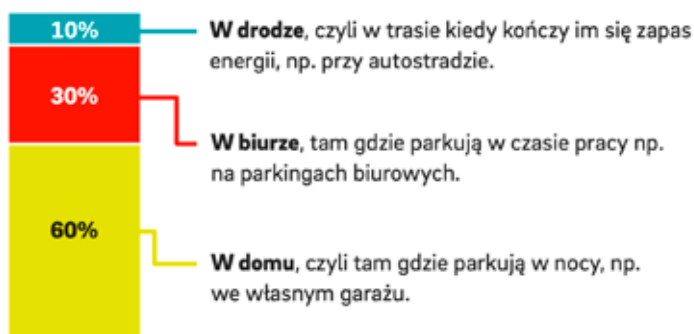 10%
W drodze, czyli w trasie kiedy kończy im się zapas
energii, np. przy autostradzie.
30%
W biurze, tam gdzie parkują w czasie pracy np.
na parkingach biurowych.
60%
W domu, czyli tam gdzie parkują w nocy, np.
we własnym garażu.